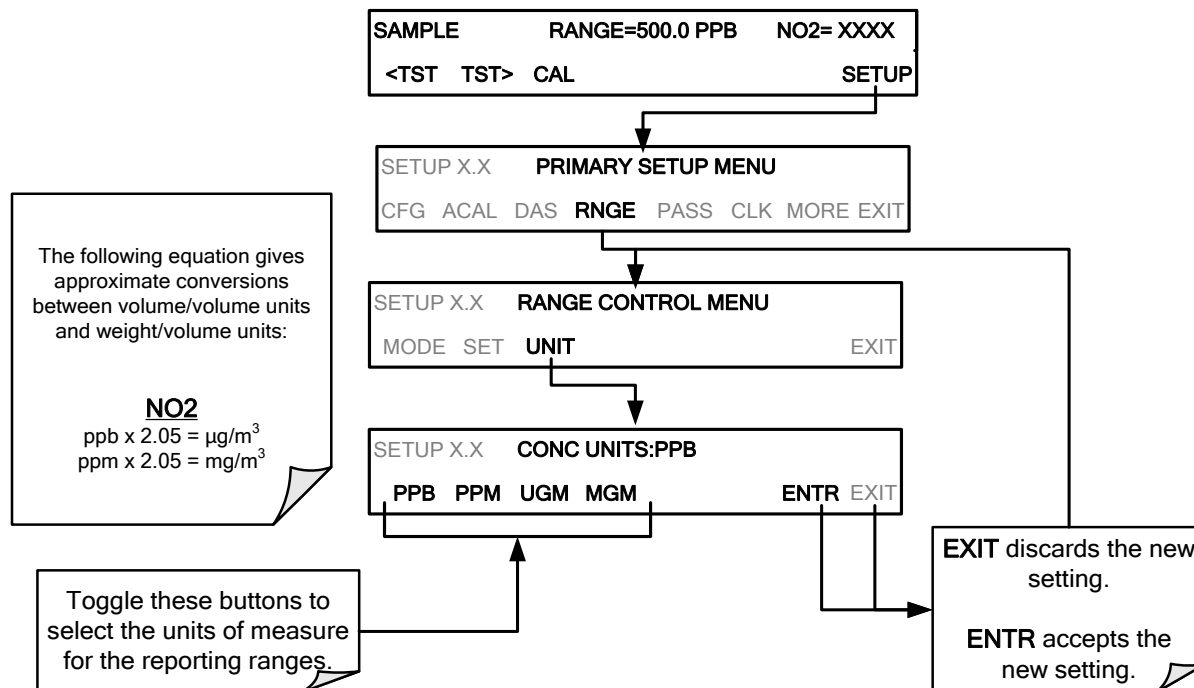 SAMPLE RANGE=500.0 PPB NO2= XXXX
<TST TST> CAL SETUP
SETUP X.X PRIMARY SETUP MENU
CFG ACAL DAS RNGE PASS CLK MORE EXIT
The following equation gives
approximate conversions
between volume/volume units
and weight/volume units:
NO2
ppb x 2.05 = µg/m³
ppm x 2.05 = mg/m³
SETUP X.X RANGE CONTROL MENU
MODE SET UNIT EXIT
SETUP X.X CONC UNITS:PPB
PPB PPM UGM MGM ENTR EXIT
Toggle these buttons to
select the units of measure
for the reporting ranges.
EXIT discards the new
setting.
ENTR accepts the
new setting.